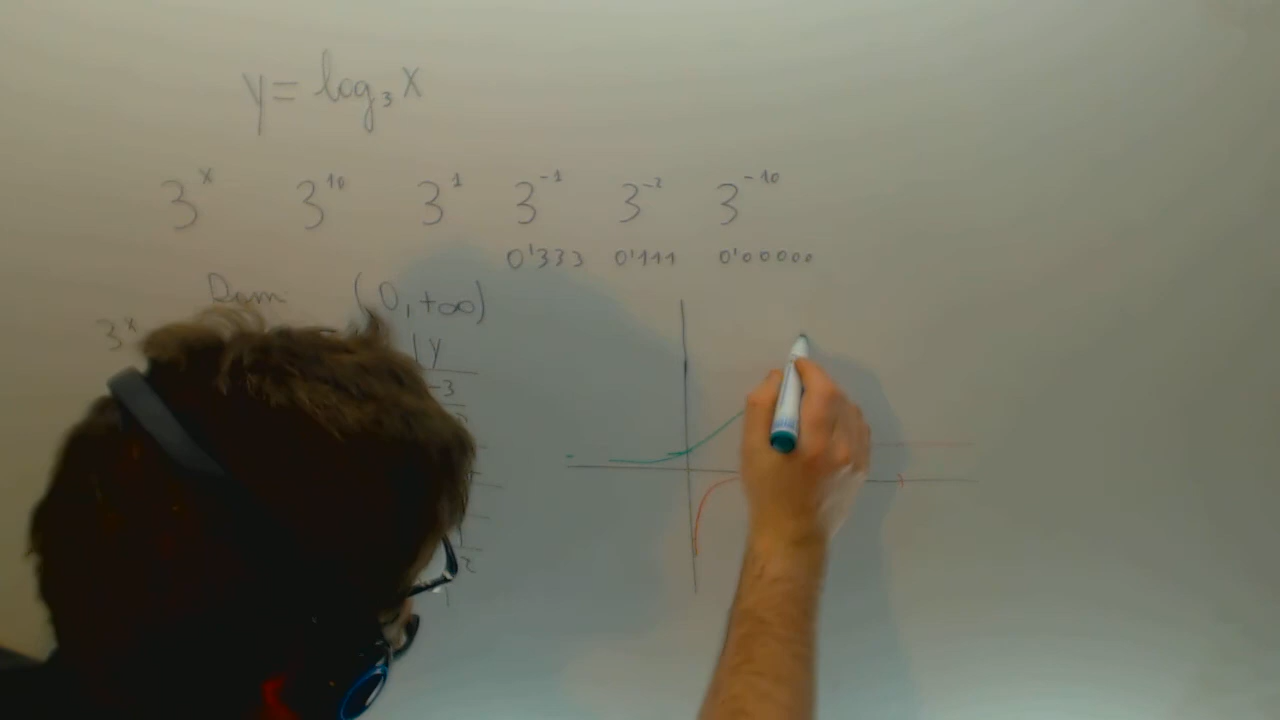 y = log₃ x
3ˣ 3¹⁰ 3¹ 3⁻¹ 3⁻² 3⁻¹⁰
0'333 0'111 0'00000
Dom (0, +∞)
3ˣ
y
-3
2